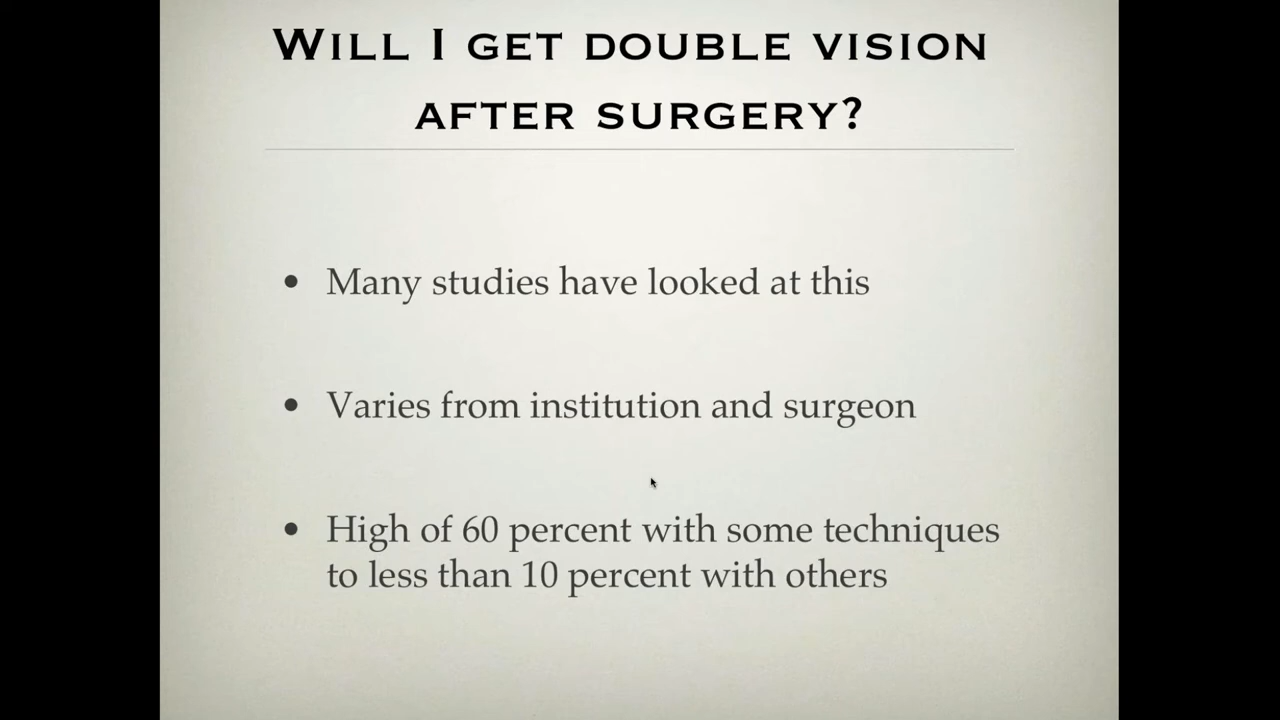 Will I get double vision
after surgery?
• Many studies have looked at this
• Varies from institution and surgeon
• High of 60 percent with some techniques
to less than 10 percent with others